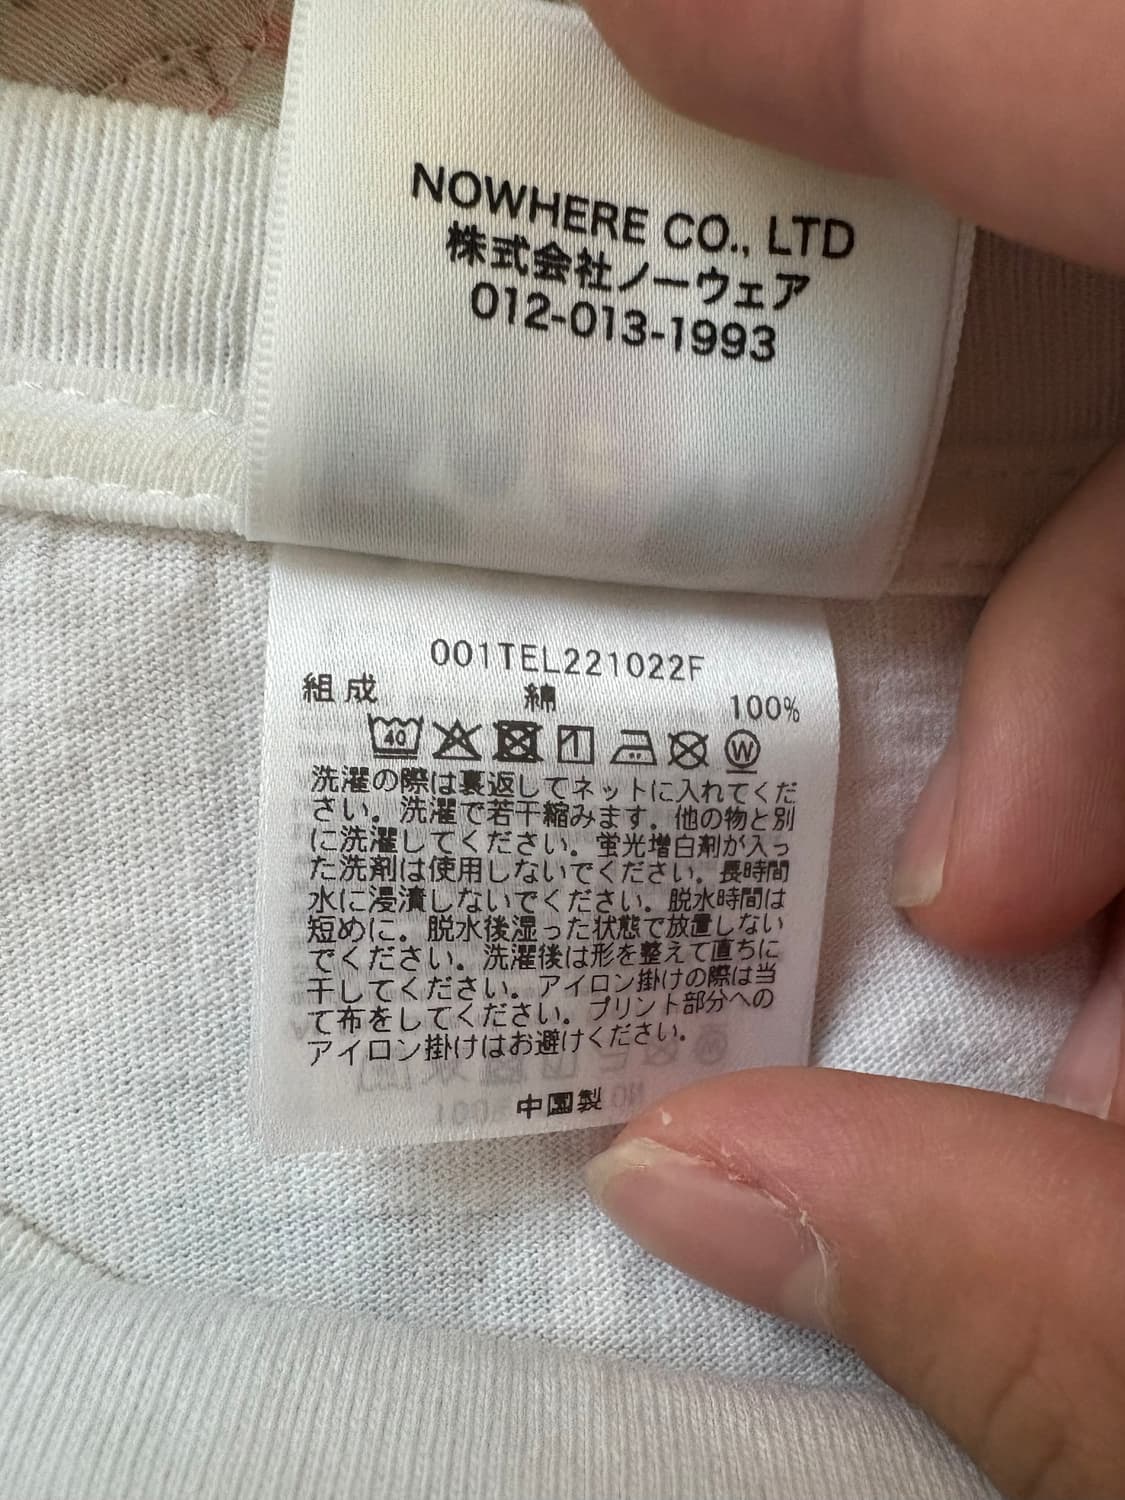 NOWHERE CO., LTD
株式会社ノーウェア
012-013-1993
001TEL221022F
組成 綿 100%
40 W
洗濯の際は裏返してネットに入れてくだ
さい。洗濯で若干縮みます。他の物と別
に洗濯してください。蛍光増白剤が入っ
た洗剤は使用しないでください。長時間
水に浸漬しないでください。脱水時間は
短めに。脱水後湿った状態で放置しない
でください。洗濯後は形を整えて直ちに
干してください。アイロン掛けの際は当
て布をしてください。プリント部分への
アイロン掛けはお避けください。
中國製